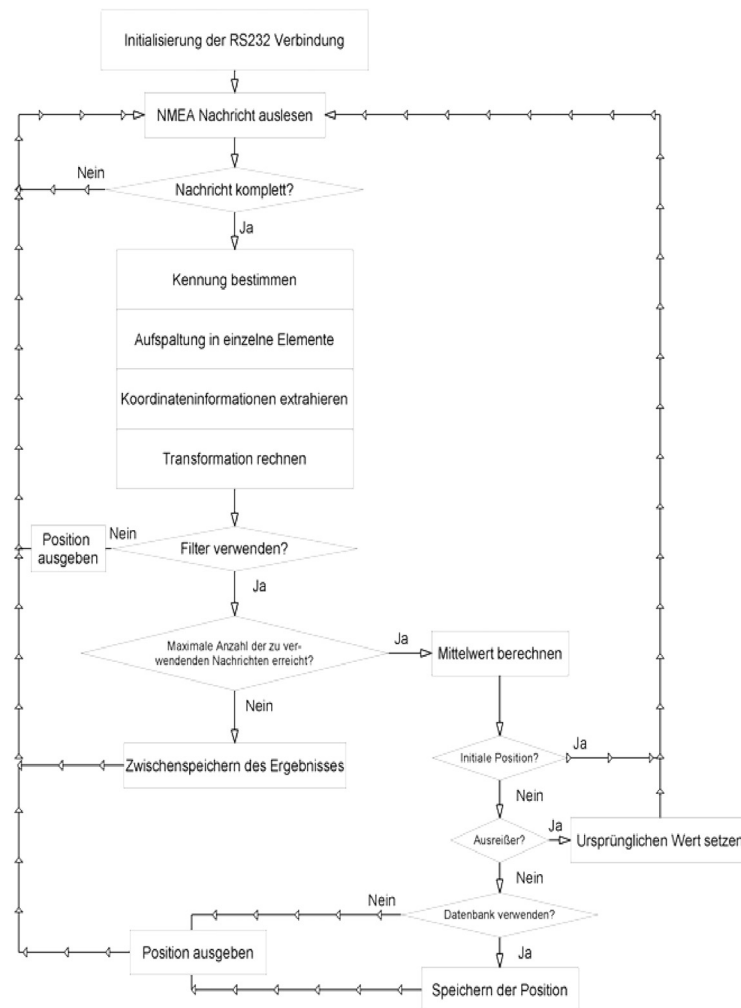 Initialisierung der RS232 Verbindung
NMEA Nachricht auslesen
Nein
Nachricht komplett?
Ja
Kennung bestimmen
Aufspaltung in einzelne Elemente
Koordinateninformationen extrahieren
Transformation rechnen
Position
ausgeben
Nein
Filter verwenden?
Ja
Maximale Anzahl der zu ver-
wendenden Nachrichten erreicht?
Ja
Mittelwert berechnen
Nein
Zwischenspeichern des Ergebnisses
Initiale Position?
Ja
Nein
Ausreißer?
Ja
Ursprünglichen Wert setzen
Nein
Datenbank verwenden?
Nein
Ja
Position ausgeben
Speichern der Position